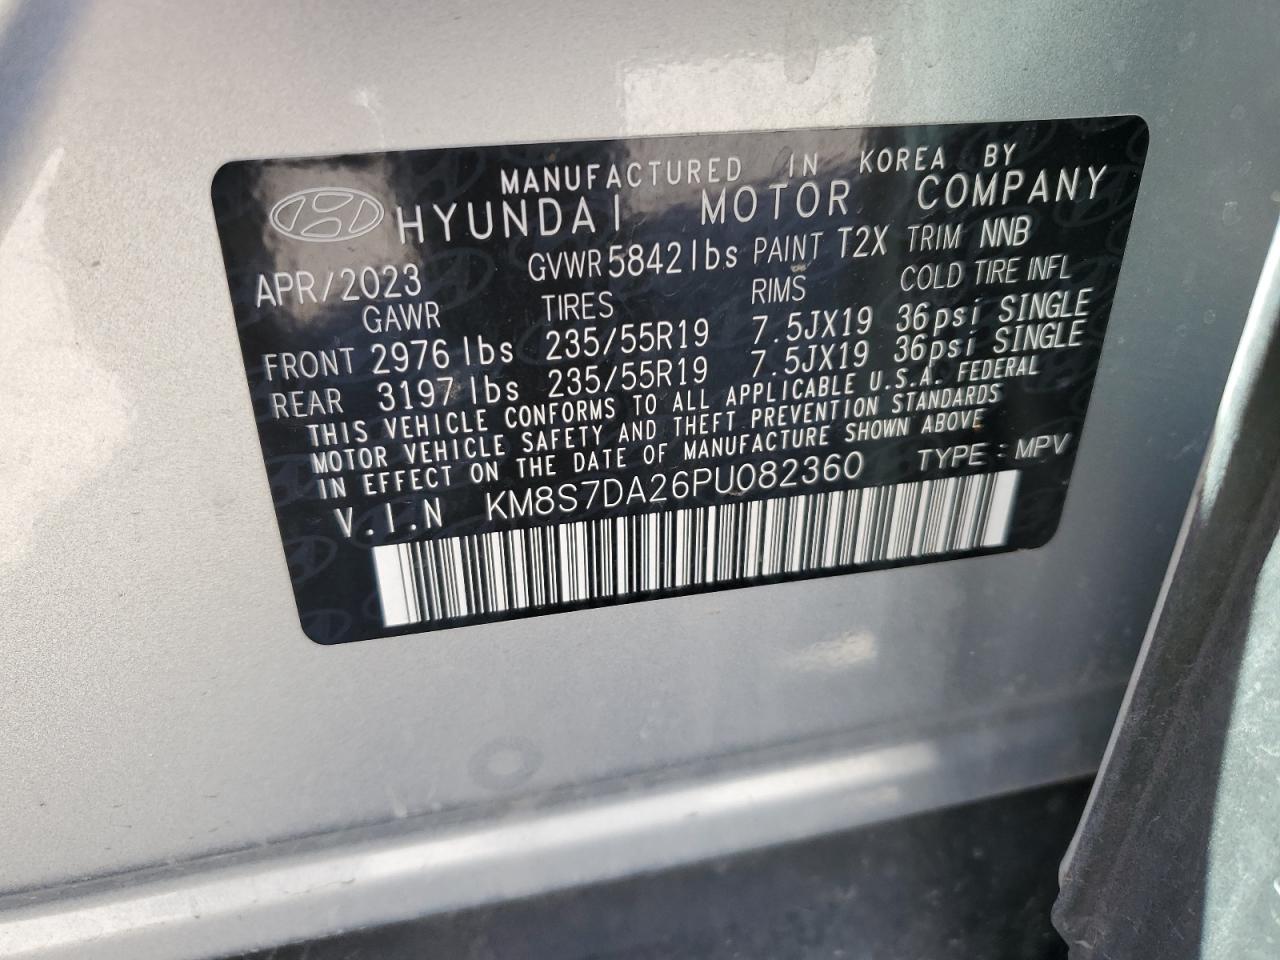 MANUFACTURED IN KOREA BY
HYUNDAI MOTOR COMPANY
APR/2023 GVWR 5842 lbs PAINT T2X TRIM NNB
GAWR TIRES RIMS COLD TIRE INFL
FRONT 2976 lbs 235/55R19 7.5JX19 36psi SINGLE
REAR 3197 lbs 235/55R19 7.5JX19 36psi SINGLE
THIS VEHICLE CONFORMS TO ALL APPLICABLE U.S.A. FEDERAL
MOTOR VEHICLE SAFETY AND THEFT PREVENTION STANDARDS
IN EFFECT ON THE DATE OF MANUFACTURE SHOWN ABOVE
V.I.N KM8S7DA26PU082360 TYPE : MPV